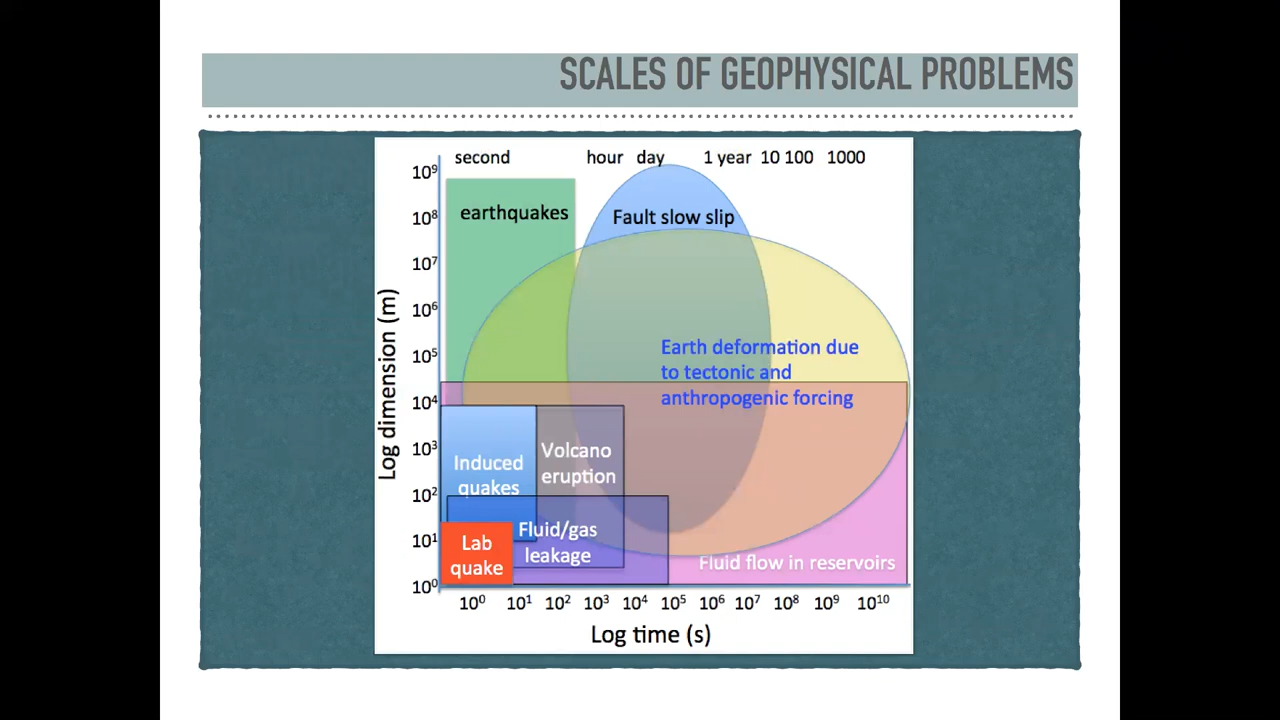 SCALES OF GEOPHYSICAL PROBLEMS
second hour day 1 year 10 100 1000
10⁹
10⁸
10⁷
10⁶
10⁵
10⁴
10³
10²
10¹
10⁰
Log dimension (m)
earthquakes
Fault slow slip
Earth deformation due
to tectonic and
anthropogenic forcing
Induced
quakes
Volcano
eruption
Fluid/gas
leakage
Lab
quake
Fluid flow in reservoirs
10⁰ 10¹ 10² 10³ 10⁴ 10⁵ 10⁶ 10⁷ 10⁸ 10⁹ 10¹⁰
Log time (s)